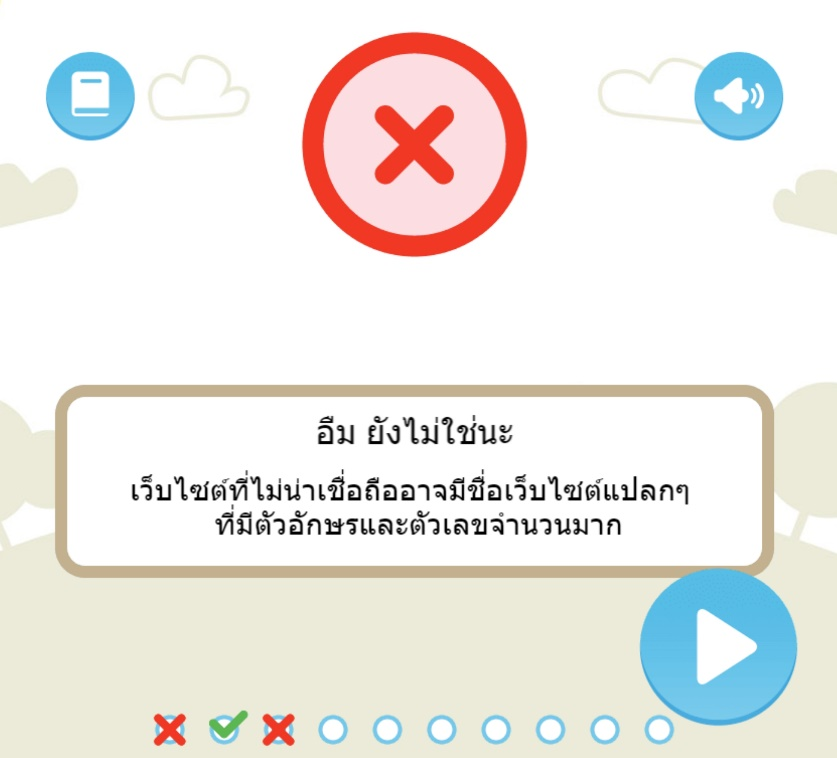 อืม ยังไม่ใช่นะ
เว็บไซต์ที่ไม่น่าเชื่อถืออาจมีชื่อเว็บไซต์แปลกๆ
ที่มีตัวอักษรและตัวเลขจำนวนมาก